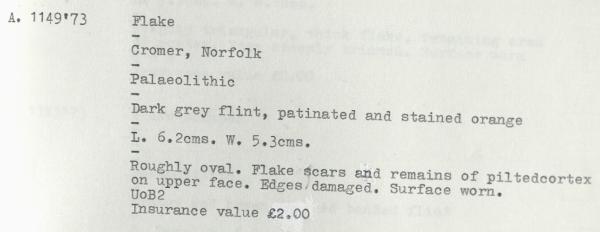 A. 1149'73 Flake
–
Cromer, Norfolk
–
Palaeolithic
–
Dark grey flint, patinated and stained orange
–
L. 6.2cms. W. 5.3cms.
–
Roughly oval. Flake scars and remains of piltedcortex
on upper face. Edges damaged. Surface worn.
UoB2
Insurance value £2.00